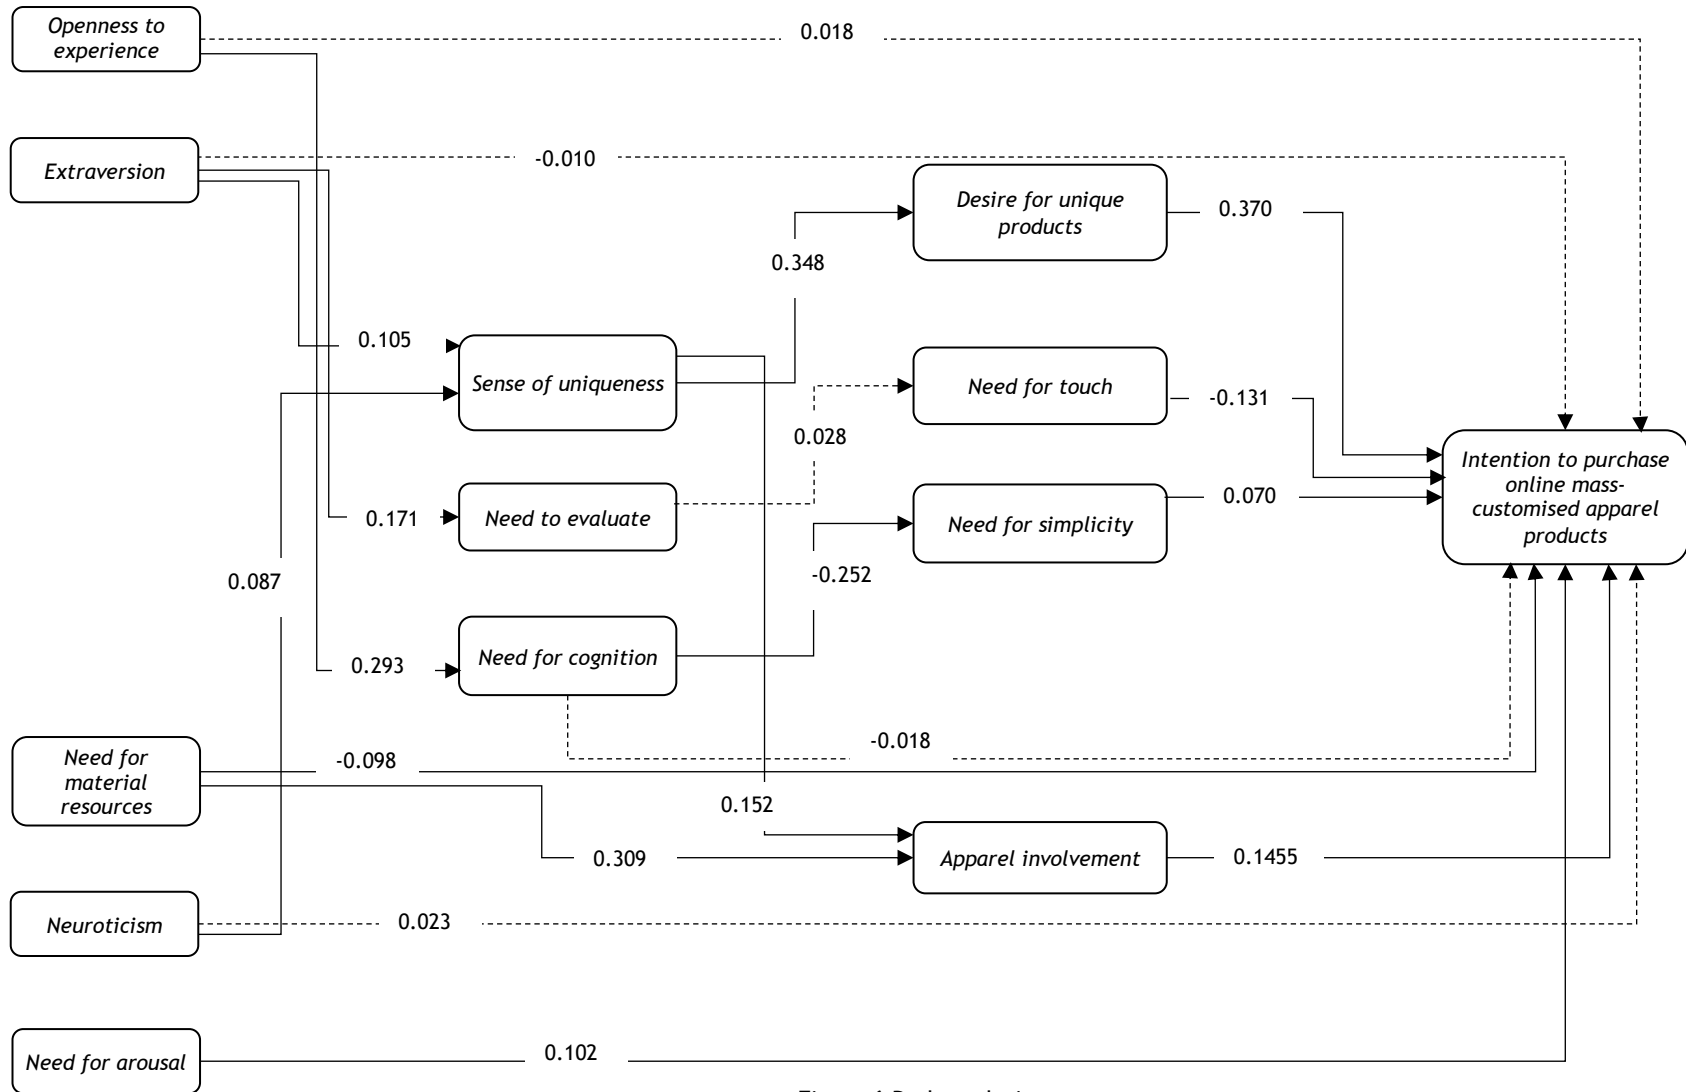 Openness to
experience
0.018
Extraversion
-0.010
Desire for unique
products
0.370
0.348
0.105
Sense of uniqueness
Need for touch
-0.131
0.028
Intention to purchase
online mass-
customised apparel
products
0.171
Need to evaluate
Need for simplicity
0.070
0.087
-0.252
0.293
Need for cognition
-0.018
Need for
material
resources
-0.098
0.152
0.309
Apparel involvement
0.1455
Neuroticism
0.023
Need for arousal
0.102